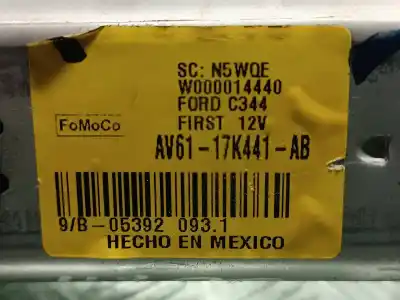 SC: N5WQE
W000014440
FORD C344
FIRST 12V
FoMoCo
AV61-17K441-AB
9/B-05392 093.1
HECHO EN MEXICO